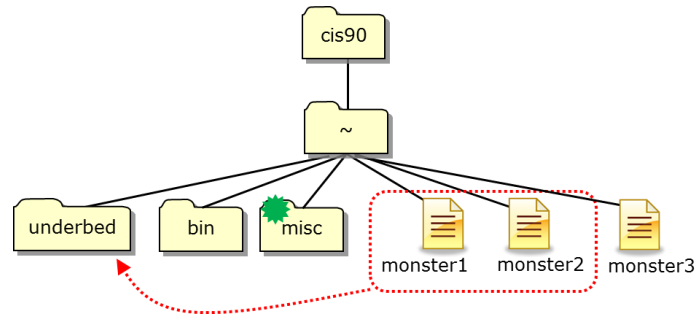 cis90
~
underbed
bin
misc
monster1
monster2
monster3